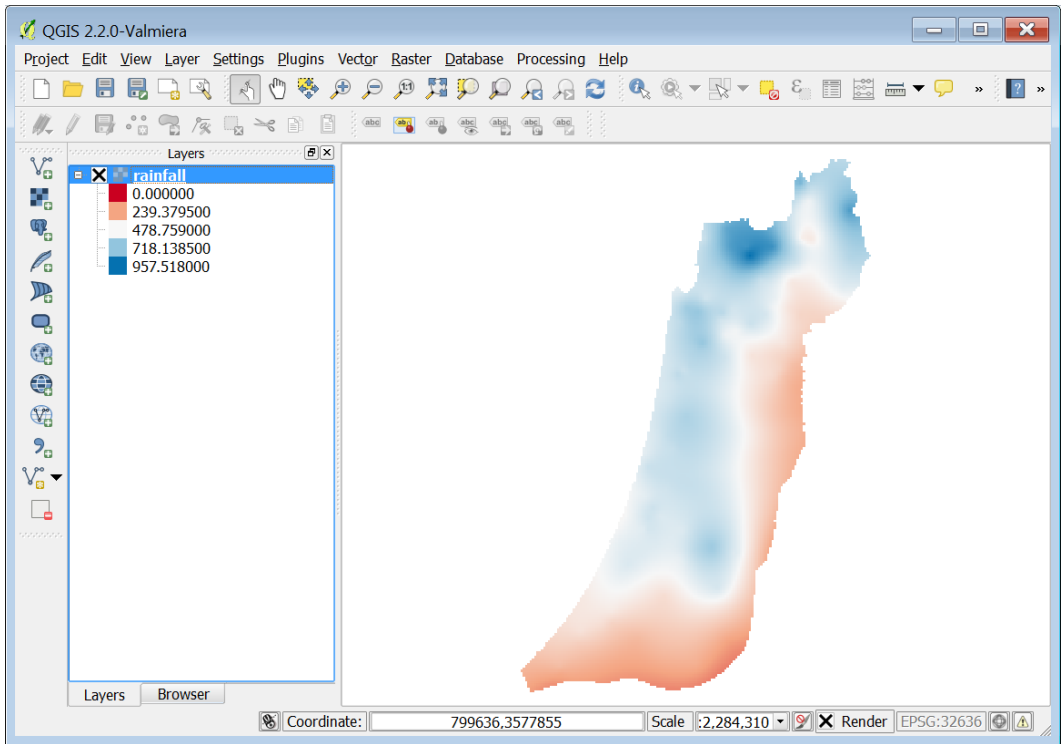 QGIS 2.2.0-Valmiera
Project Edit View Layer Settings Plugins Vector Raster Database Processing Help
Layers
rainfall
0.000000
239.379500
478.759000
718.138500
957.518000
Layers Browser
Coordinate: 799636,3577855 Scale :2,284,310 Render EPSG:32636